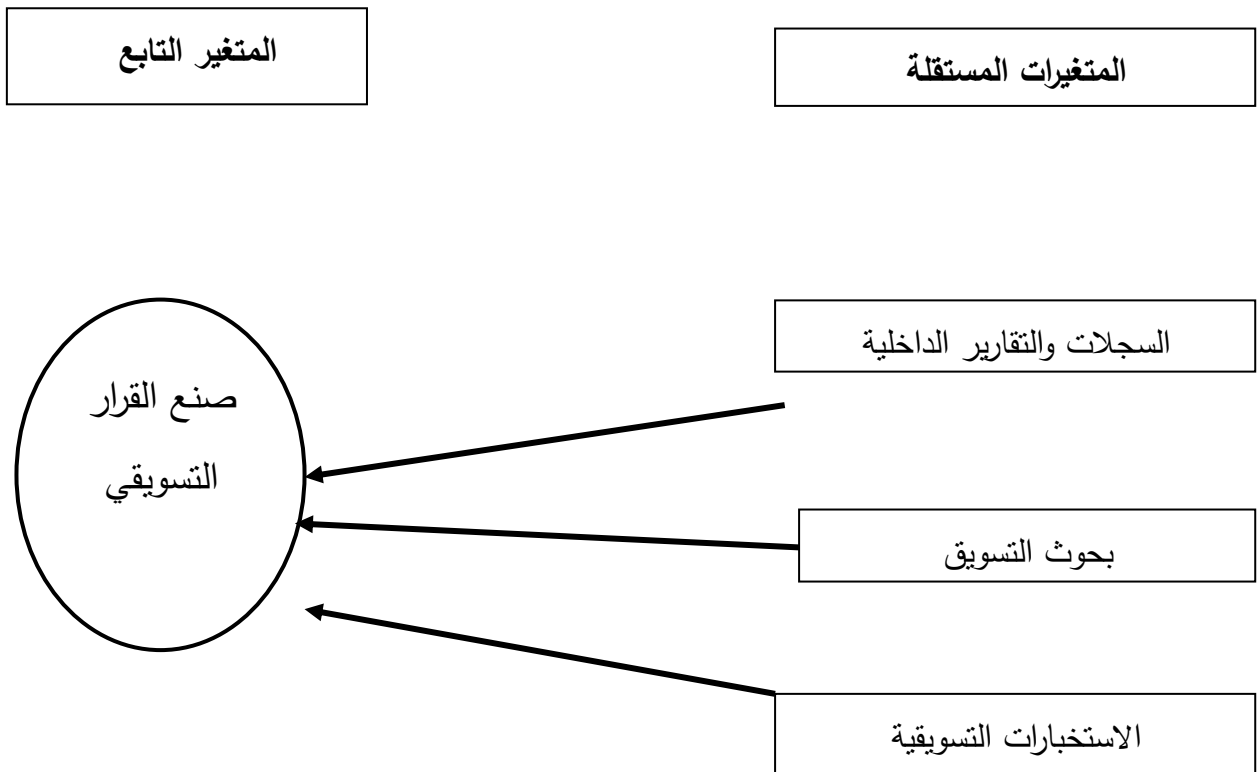 المتغيرات المستقلة
المتغير التابع
السجلات والتقارير الداخلية
صنع القرار
التسويقي
بحوث التسويق
الاستخبارات التسويقية